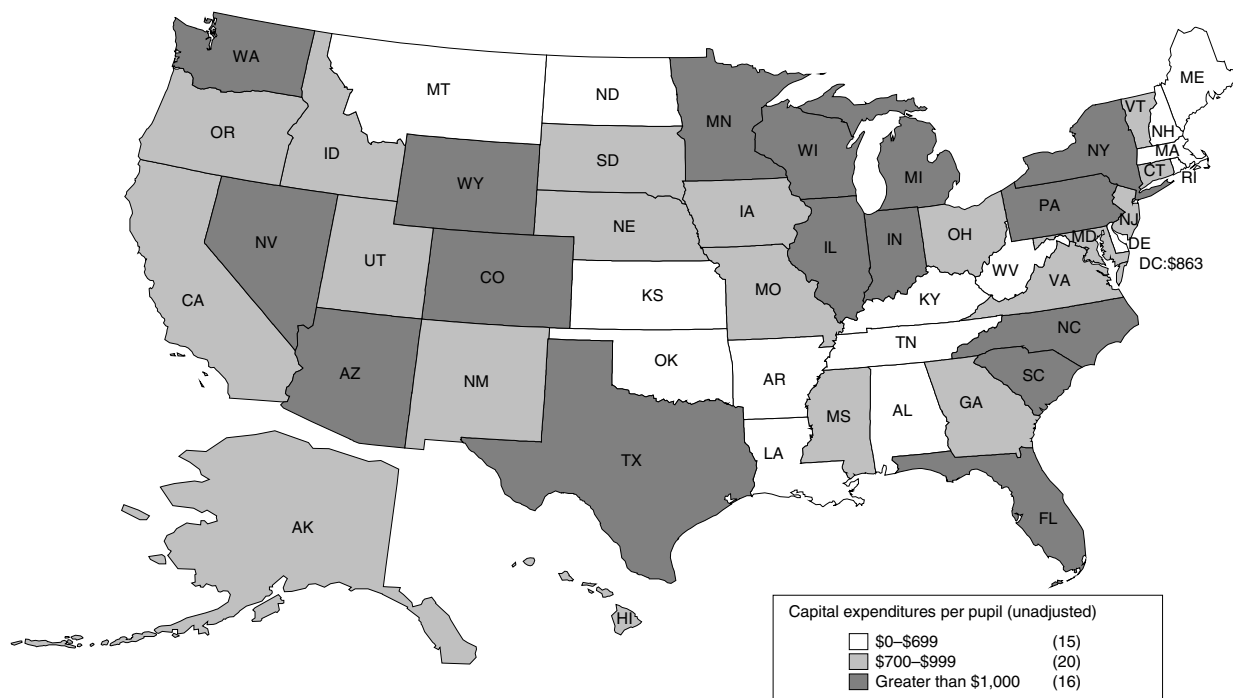 WA
MT
ND
MN
ME
VT
NH
OR
ID
SD
WI
NY
MA
WY
MI
CT
RI
IA
PA
NV
NE
NJ
UT
IL
IN
OH
MD
DE
CO
WV
DC:$863
CA
KS
MO
KY
VA
NC
TN
AZ
NM
OK
AR
SC
MS
AL
GA
LA
TX
FL
AK
HI
Capital expenditures per pupil (unadjusted)
$0–$699 (15)
$700–$999 (20)
Greater than $1,000 (16)